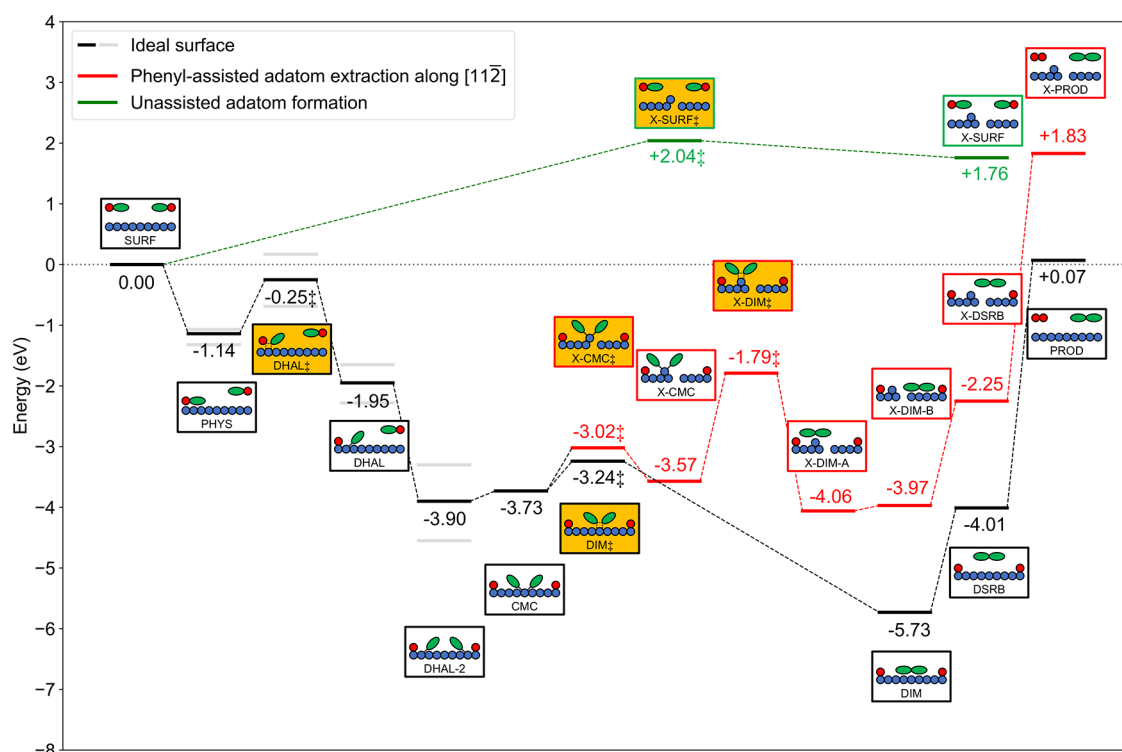 4
3
2
1
0
−1
−2
−3
−4
−5
−6
−7
−8
Energy (eV)
Ideal surface
Phenyl-assisted adatom extraction along [112̅]
Unassisted adatom formation
SURF
0.00
-1.14
PHYS
-0.25‡
DHAL‡
-1.95
DHAL
-3.90
DHAL-2
-3.73
CMC
X-CMC‡
-3.02‡
-3.24‡
DIM‡
X-SURF‡
+2.04‡
X-CMC
-3.57
X-DIM‡
-1.79‡
X-DIM-A
-4.06
X-DIM-B
-3.97
-5.73
DIM
X-SURF
+1.76
X-DSRB
-2.25
-4.01
DSRB
X-PROD
+1.83
+0.07
PROD